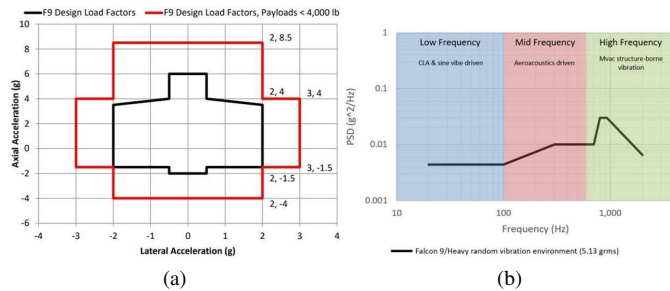 F9 Design Load Factors
F9 Design Load Factors, Payloads < 4,000 lb
Axial Acceleration (g)
10
8
6
4
2
0
-2
-4
-6
2, 8.5
2, 4
3, 4
3, -1.5
2, -1.5
2, -4
-4
-3
-2
-1
0
1
2
3
4
Lateral Acceleration (g)
(a)
PSD (g^2/Hz)
1
0.1
0.01
0.001
Low Frequency
CLA & sine vibe driven
Mid Frequency
Aeroacoustics driven
High Frequency
Mvac structure-borne
vibration
10
100
1,000
Frequency (Hz)
Falcon 9/Heavy random vibration environment (5.13 grms)
(b)